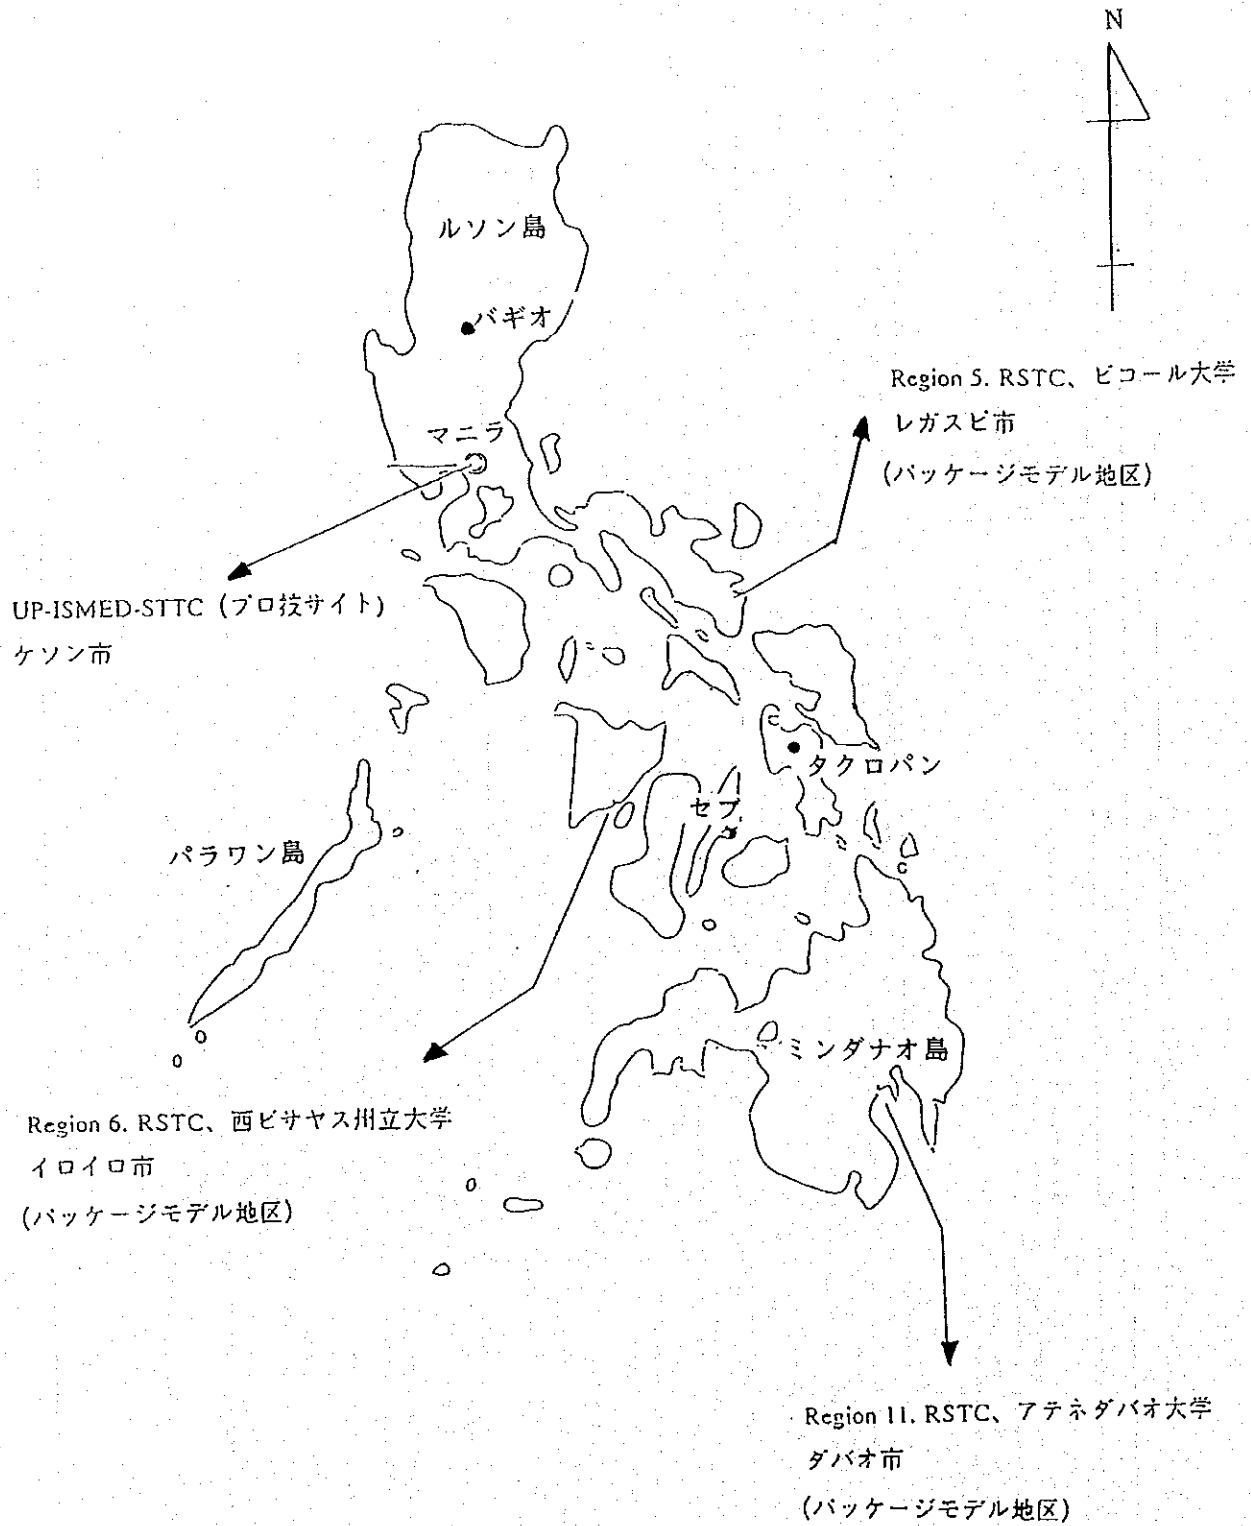 N
ルソン島
バギオ
Region 5. RSTC、ビコール大学
レガスピ市
(パッケージモデル地区)
マニラ
UP-ISMED-STTC (プロ技サイト)
ケソン市
タクロパン
セブ
パラワン島
ミンダナオ島
Region 6. RSTC、西ビサヤス州立大学
イロイロ市
(パッケージモデル地区)
Region 11. RSTC、アテネダバオ大学
ダバオ市
(パッケージモデル地区)